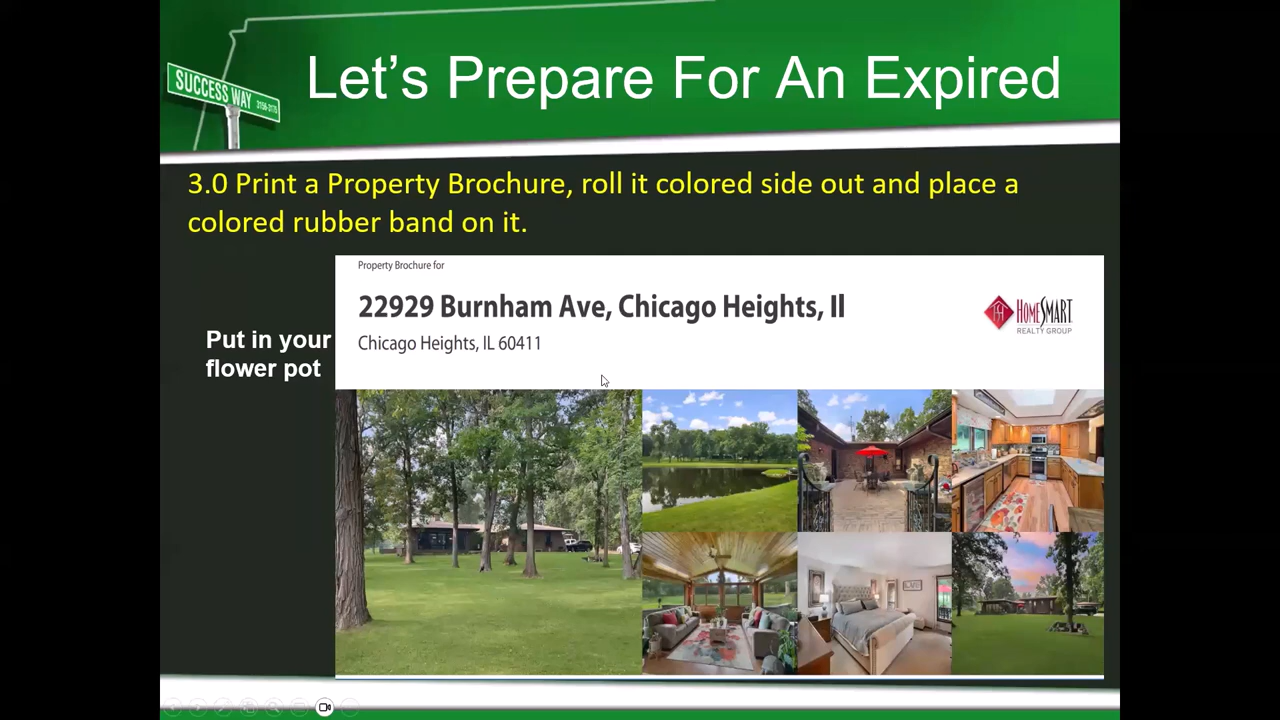 Let's Prepare For An Expired
SUCCESS WAY
3.0 Print a Property Brochure, roll it colored side out and place a
colored rubber band on it.
Put in your
flower pot
Property Brochure for
22929 Burnham Ave, Chicago Heights, Il
Chicago Heights, IL 60411
HOMESMART
REALTY GROUP